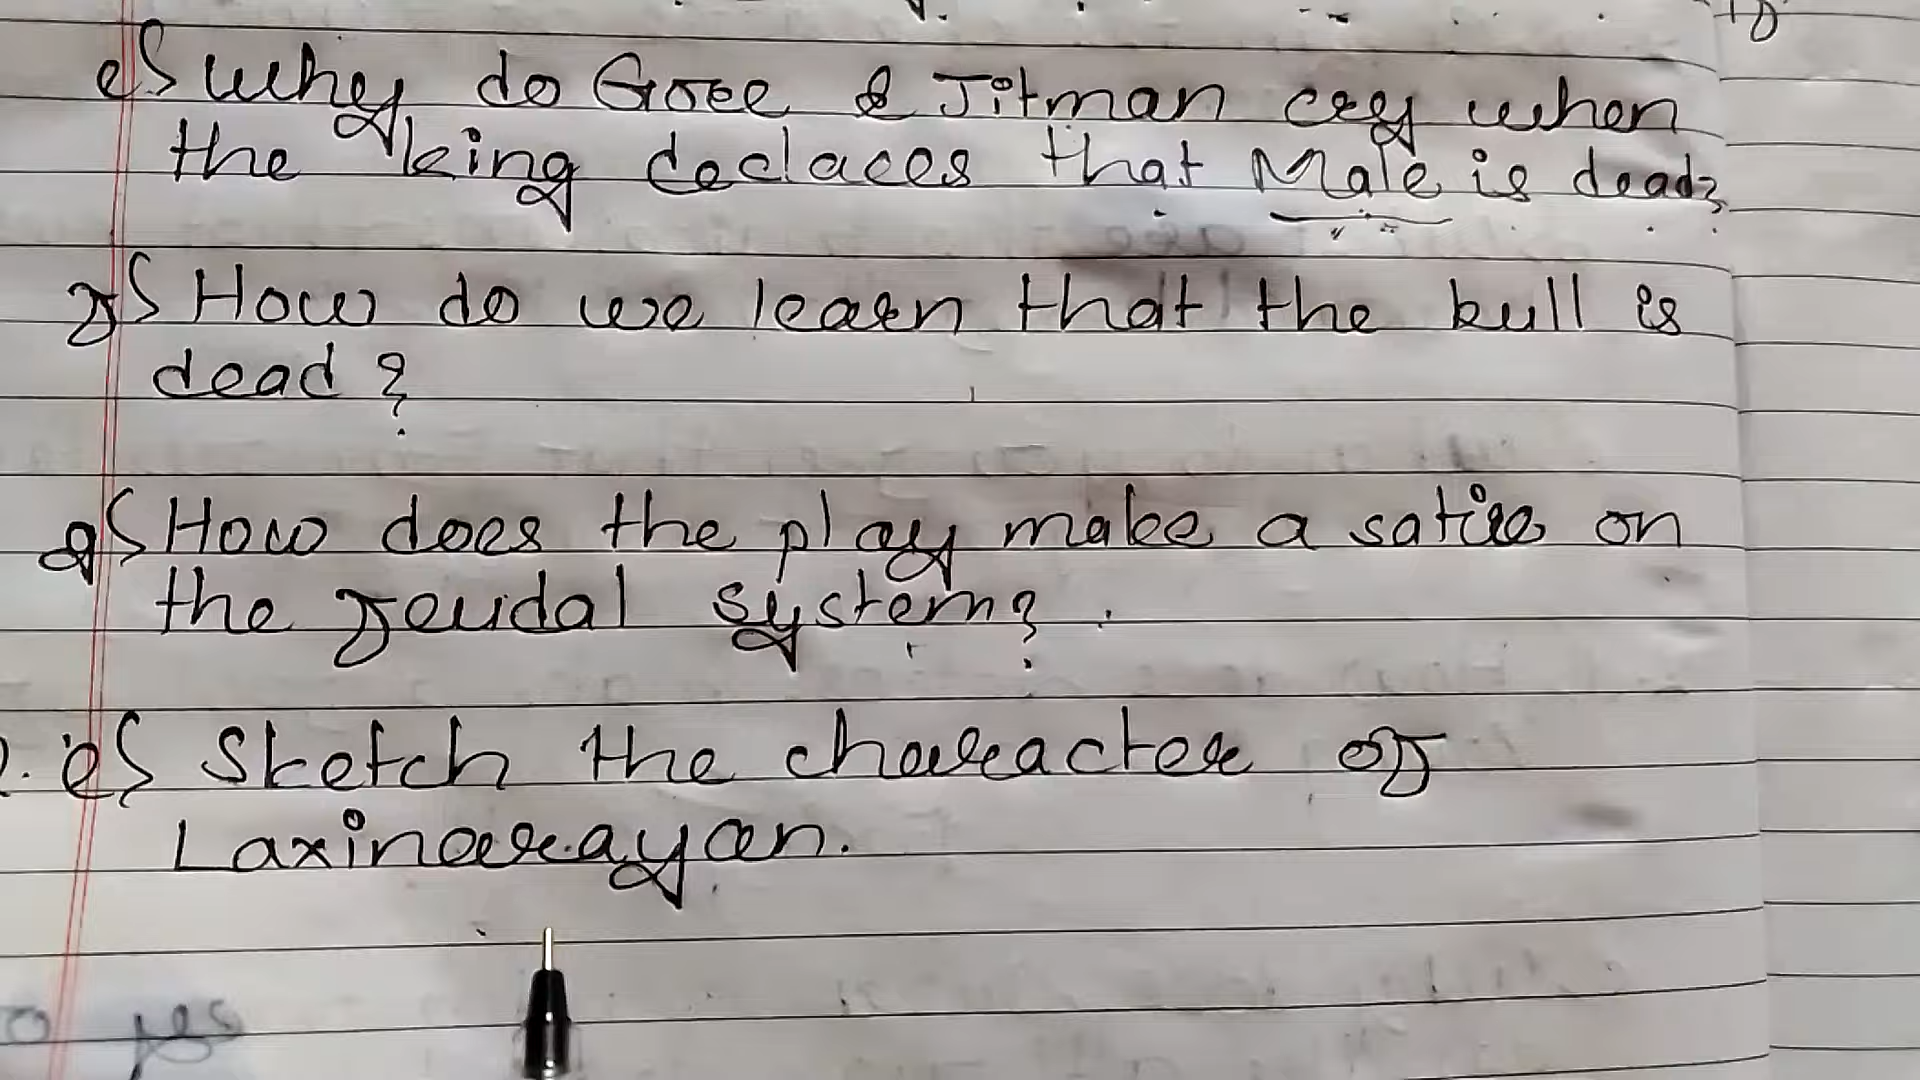 e) Why do Gore & Jitman cry when
the king declares that Male is dead?
f) How do we learn that the bull is
dead?
g) How does the play make a satire on
the feudal system?
e) Sketch the character of
Laxinarayan.